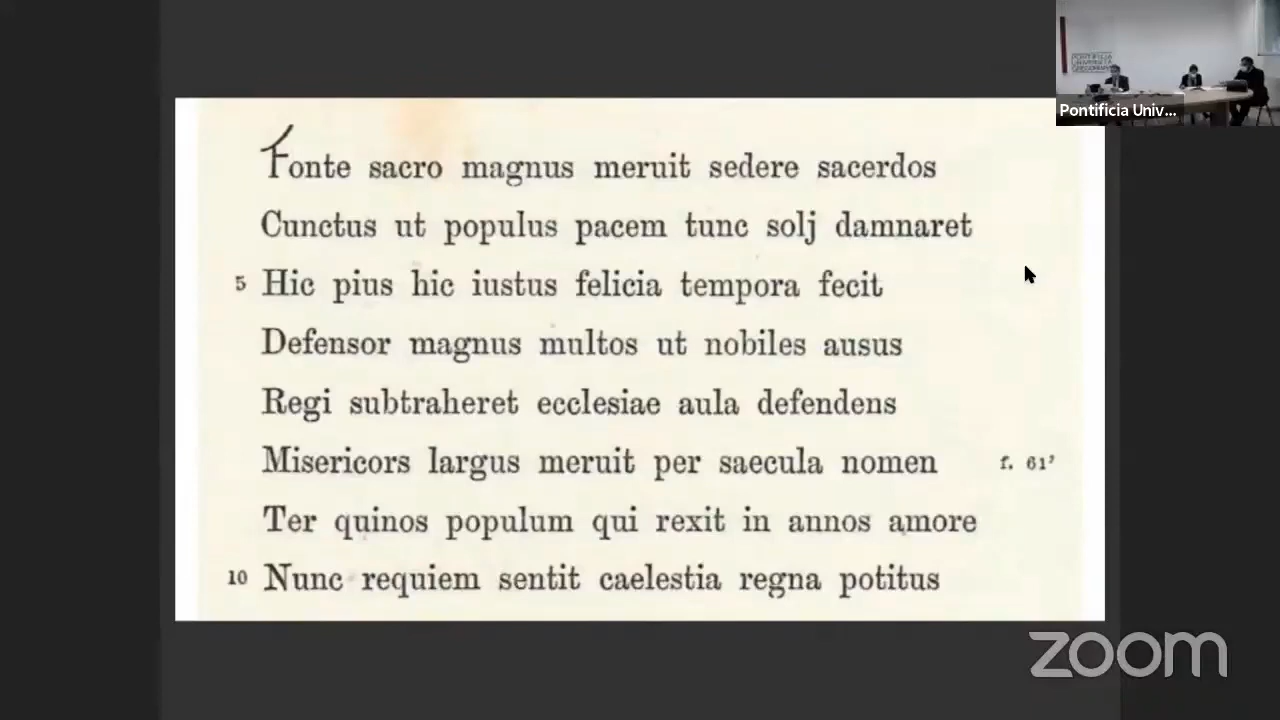 PONTIFICIA
UNIVERSITÀ
GREGORIANA
Pontificia Univ...
Fonte sacro magnus meruit sedere sacerdos
Cunctus ut populus pacem tunc solj damnaret
5 Hic pius hic iustus felicia tempora fecit
Defensor magnus multos ut nobiles ausus
Regi subtraheret ecclesiae aula defendens
Misericors largus meruit per saecula nomen f. 61'
Ter quinos populum qui rexit in annos amore
10 Nunc requiem sentit caelestia regna potitus
zoom